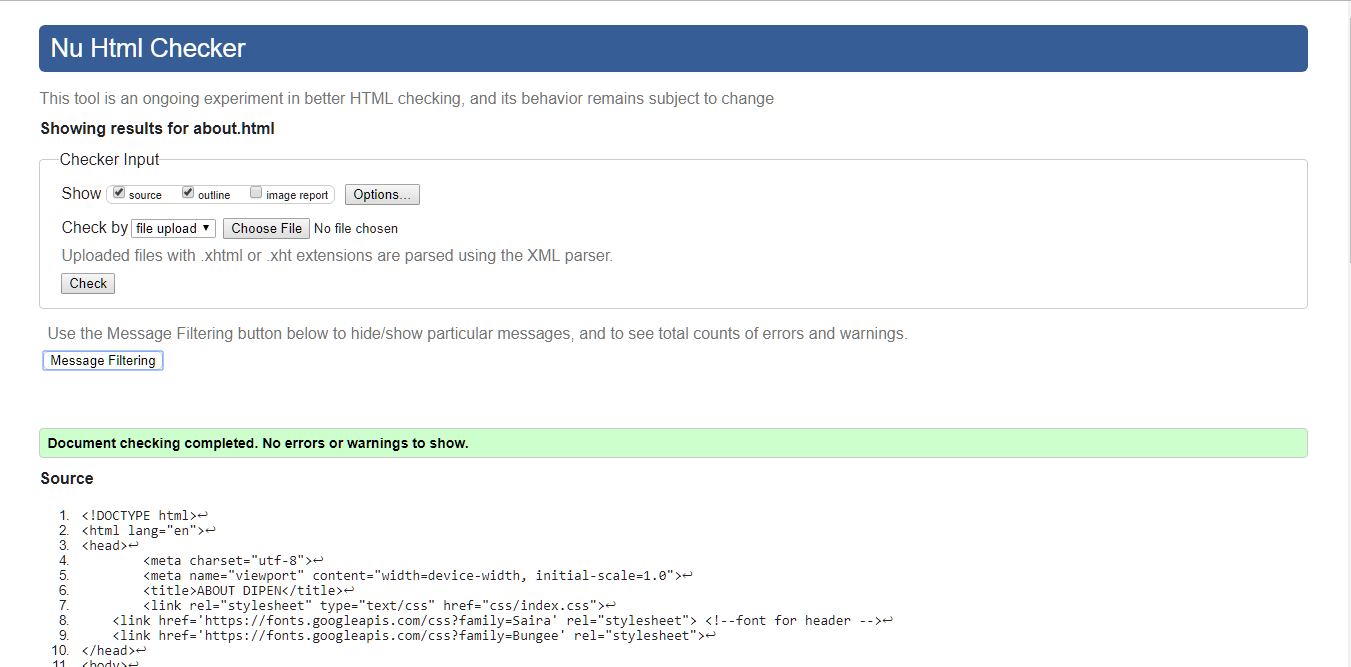 Nu Html Checker
This tool is an ongoing experiment in better HTML checking, and its behavior remains subject to change
Showing results for about.html
Checker Input
Show source outline image report Options...
Check by file upload ▼ Choose File No file chosen
Uploaded files with .xhtml or .xht extensions are parsed using the XML parser.
Check
Use the Message Filtering button below to hide/show particular messages, and to see total counts of errors and warnings.
Message Filtering
Document checking completed. No errors or warnings to show.
Source
1. <!DOCTYPE html>↩
2. <html lang="en">↩
3. <head>↩
4. <meta charset="utf-8">↩
5. <meta name="viewport" content="width=device-width, initial-scale=1.0">↩
6. <title>ABOUT DIPEN</title>↩
7. <link rel="stylesheet" type="text/css" href="css/index.css">↩
8. <link href='https://fonts.googleapis.com/css?family=Saira' rel="stylesheet"> <!--font for header -->↩
9. <link href='https://fonts.googleapis.com/css?family=Bungee' rel="stylesheet">↩
10. </head>↩
11. <body>↩